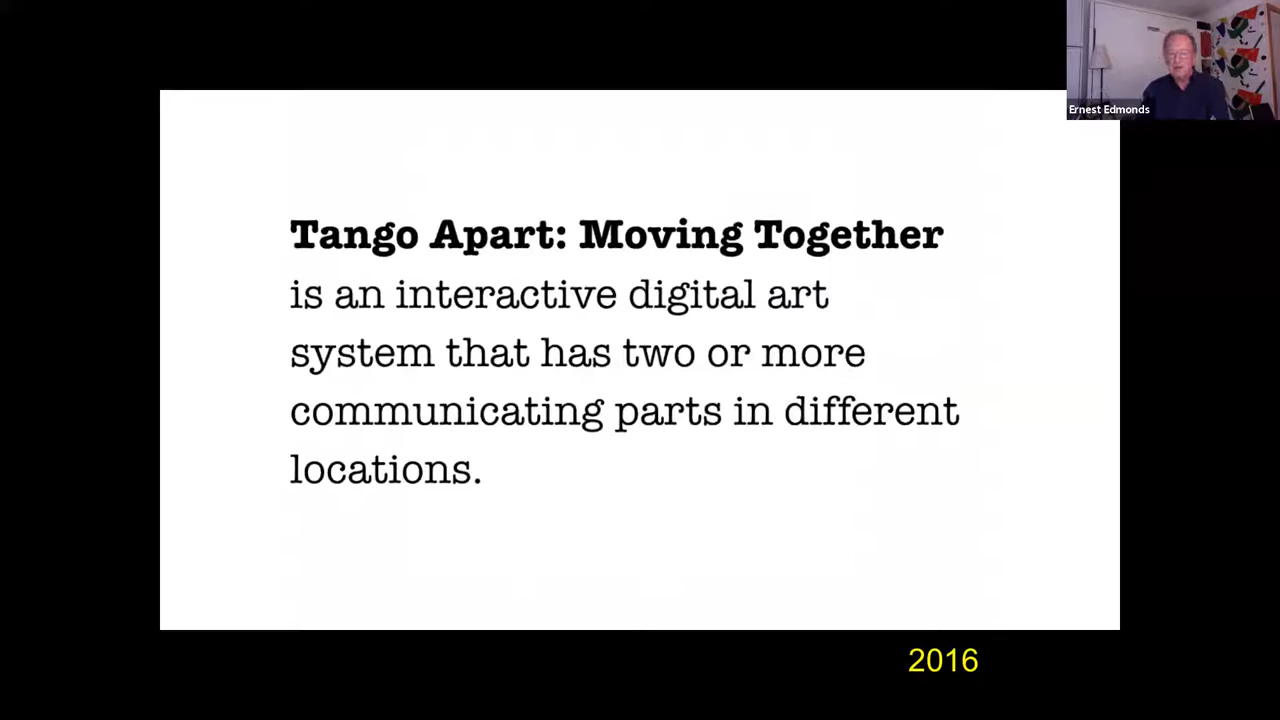 Ernest Edmonds
Tango Apart: Moving Together
is an interactive digital art
system that has two or more
communicating parts in different
locations.
2016